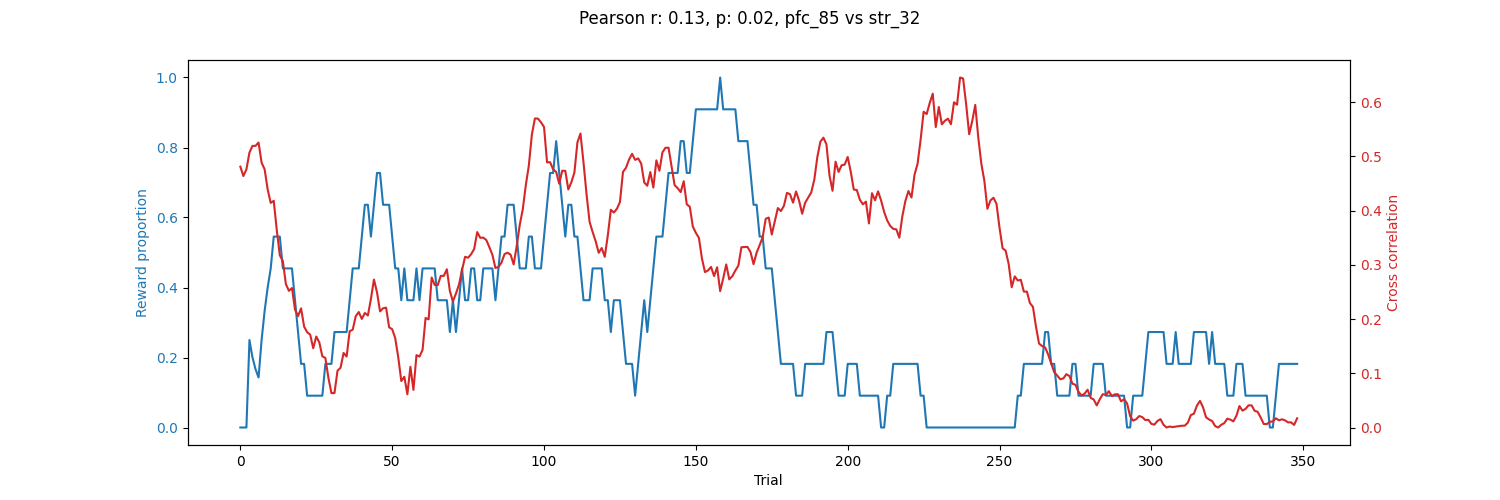 Pearson r: 0.13, p: 0.02, pfc_85 vs str_32
1.0
0.8
0.6
0.4
0.2
0.0
Reward proportion
0.6
0.5
0.4
0.3
0.2
0.1
0.0
Cross correlation
0 50 100 150 200 250 300 350
Trial